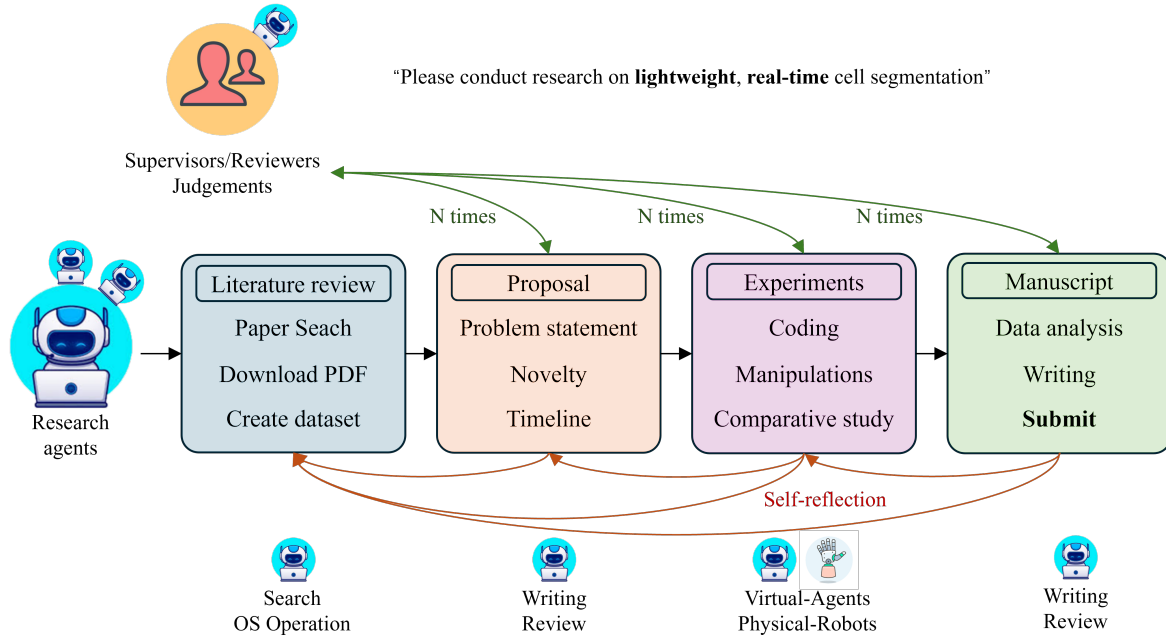 “Please conduct research on lightweight, real-time cell segmentation”
Supervisors/Reviewers
Judgements
N times
N times
N times
Research
agents
Literature review
Paper Seach
Download PDF
Create dataset
Proposal
Problem statement
Novelty
Timeline
Experiments
Coding
Manipulations
Comparative study
Manuscript
Data analysis
Writing
Submit
Self-reflection
Search
OS Operation
Writing
Review
Virtual-Agents
Physical-Robots
Writing
Review